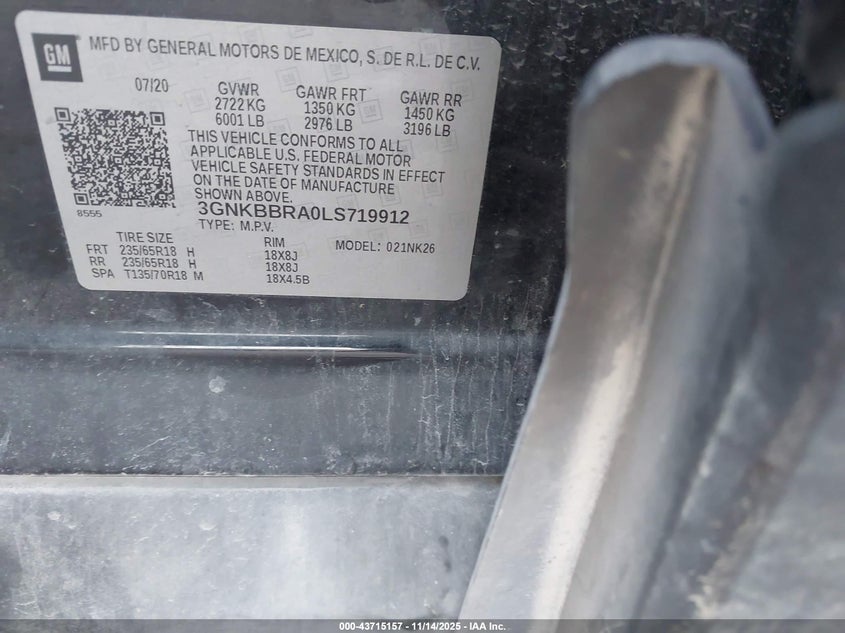 GM
MFD BY GENERAL MOTORS DE MEXICO, S. DE R.L. DE C.V.
07/20 GVWR GAWR FRT GAWR RR
2722 KG 1350 KG 1450 KG
6001 LB 2976 LB 3196 LB
THIS VEHICLE CONFORMS TO ALL
APPLICABLE U.S. FEDERAL MOTOR
VEHICLE SAFETY STANDARDS IN EFFECT
ON THE DATE OF MANUFACTURE
SHOWN ABOVE.
8555
3GNKBBRA0LS719912
TYPE: M.P.V.
TIRE SIZE RIM MODEL: 021NK26
FRT 235/65R18 H 18X8J
RR 235/65R18 H 18X8J
SPA T135/70R18 M 18X4.5B
000-43715157 - 11/14/2025 - IAA Inc.